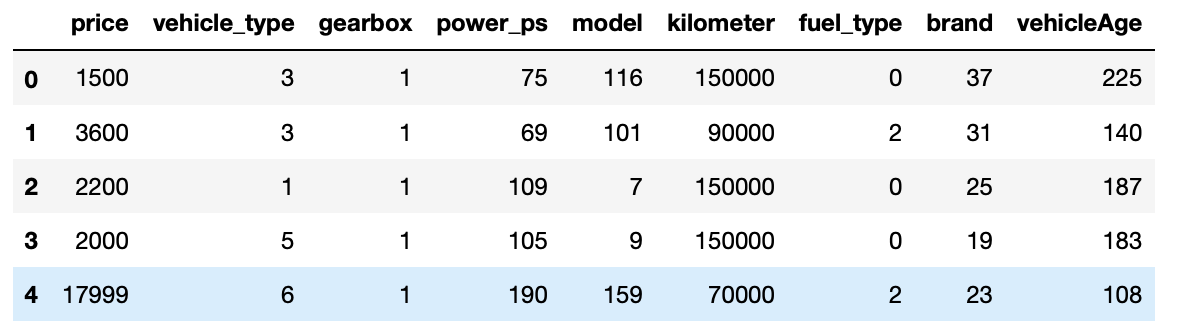 price vehicle_type gearbox power_ps model kilometer fuel_type brand vehicleAge
0 1500 3 1 75 116 150000 0 37 225
1 3600 3 1 69 101 90000 2 31 140
2 2200 1 1 109 7 150000 0 25 187
3 2000 5 1 105 9 150000 0 19 183
4 17999 6 1 190 159 70000 2 23 108